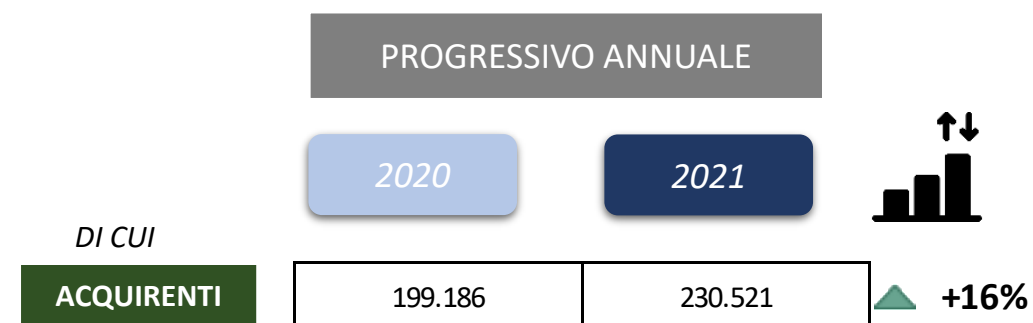 PROGRESSIVO ANNUALE
2020 2021
DI CUI
ACQUIRENTI 199.186 230.521 +16%